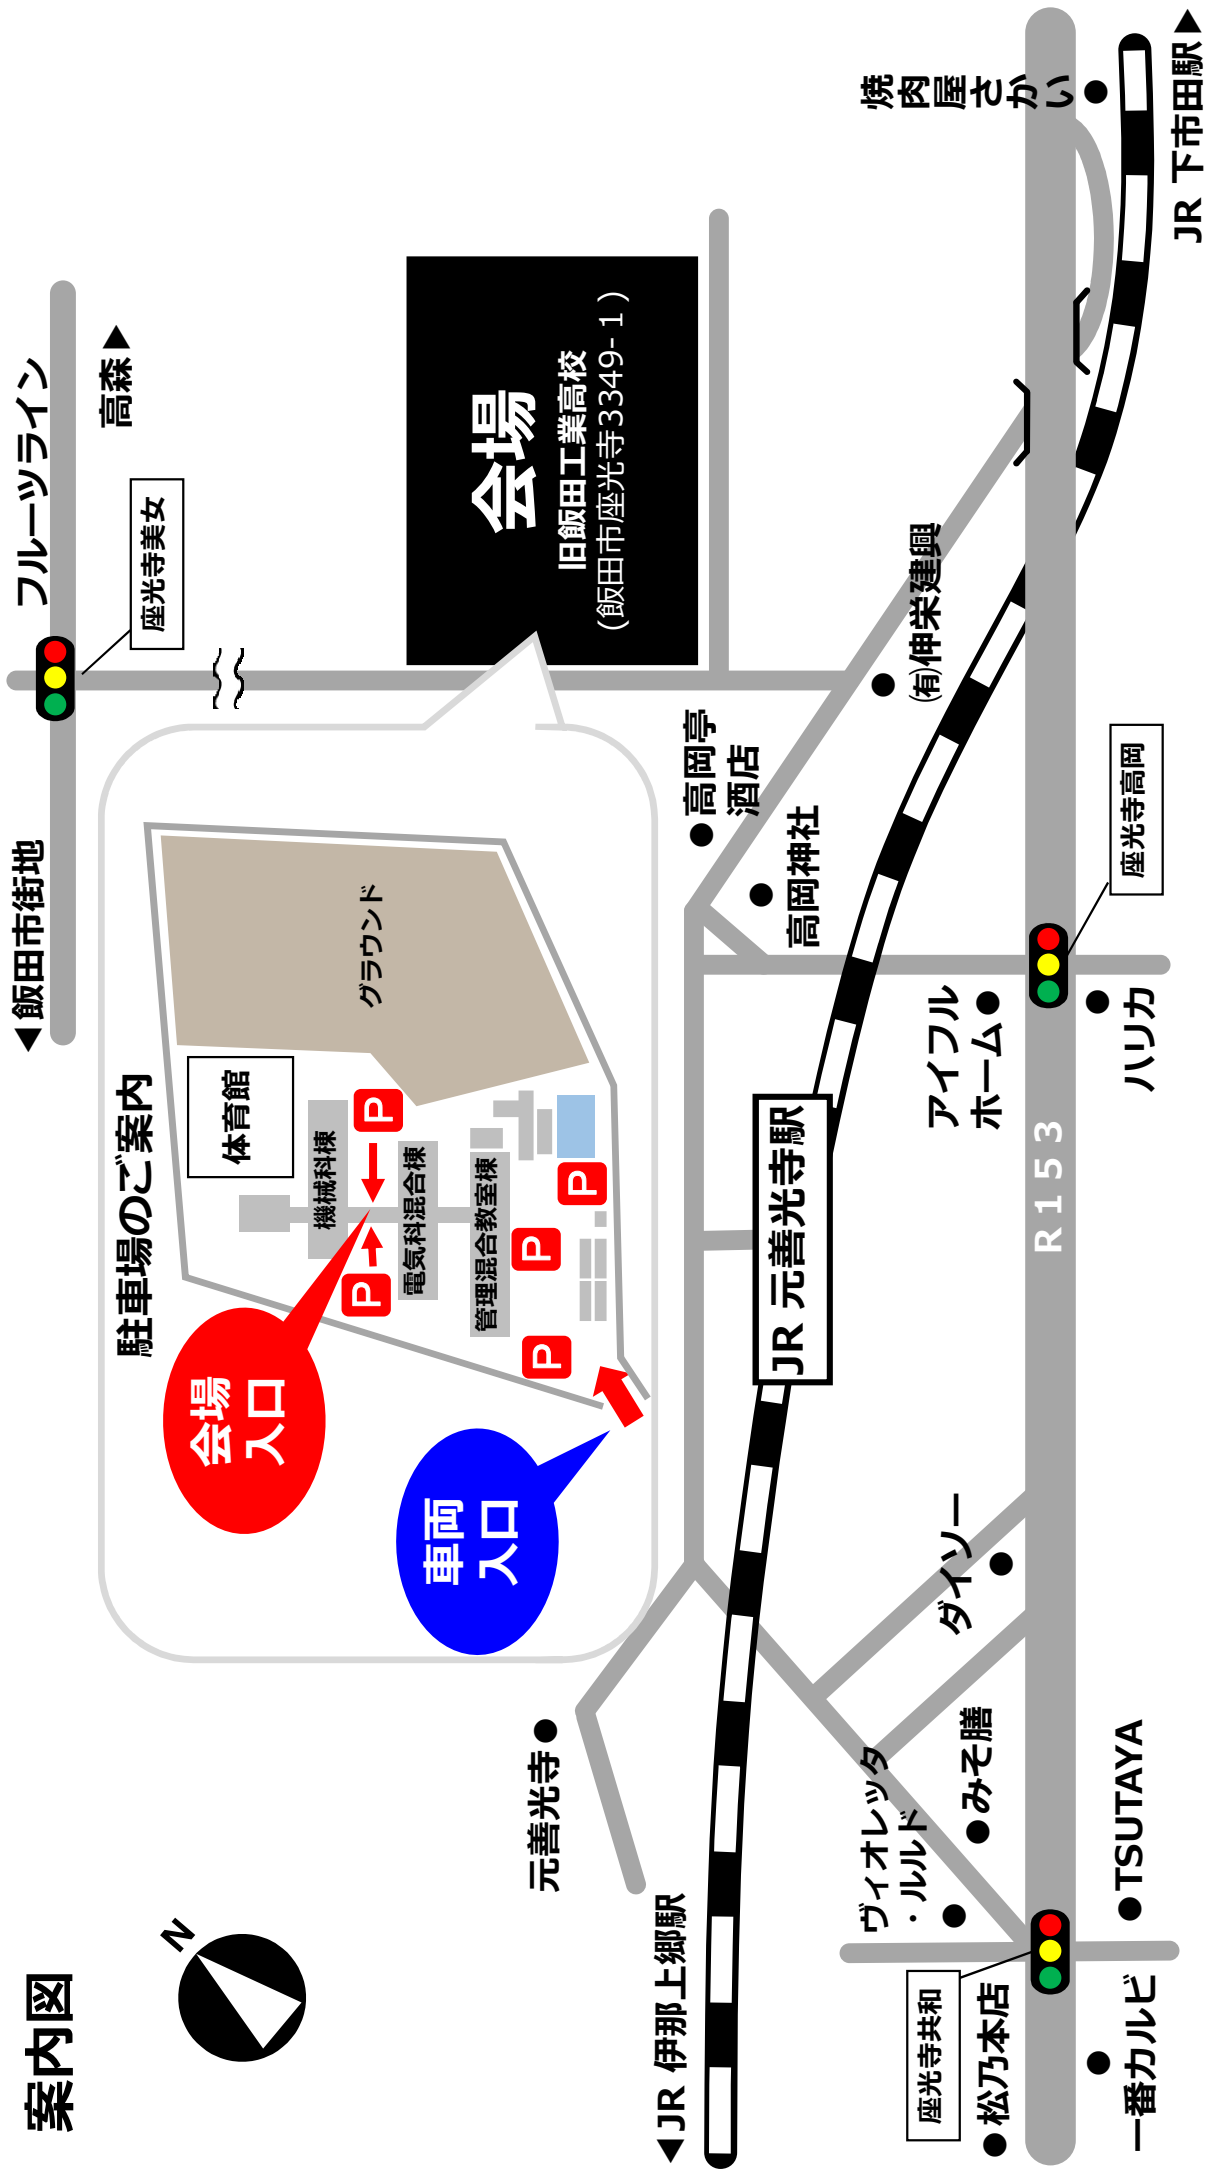 案内図
N
フルーツライン
◀飯田市街地
高森▶
座光寺美女
駐車場のご案内
体育館
グラウンド
機械科棟
電気科混合棟
管理混合教室棟
P
P
P
P
P
会場
入口
車両
入口
会場
旧飯田工業高校
(飯田市座光寺3349-1)
元善光寺
高岡亭
酒店
高岡神社
㈲伸栄建興
焼肉屋さかい
JR 元善光寺駅
◀JR 伊那上郷駅
JR 下市田駅▶
アイフル
ホーム
ハリカ
座光寺高岡
R153
ダイソー
みそ膳
ヴィオレッタ
・ルルド
TSUTAYA
座光寺共和
松乃本店
一番カルビ